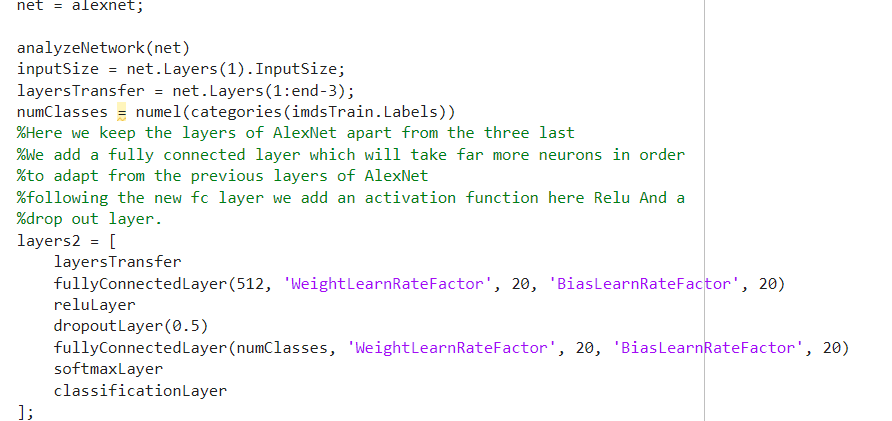 net = alexnet;
analyzeNetwork(net)
inputSize = net.Layers(1).InputSize;
layersTransfer = net.Layers(1:end-3);
numClasses = numel(categories(imdsTrain.Labels))
%Here we keep the layers of AlexNet apart from the three last
%We add a fully connected layer which will take far more neurons in order
%to adapt from the previous layers of AlexNet
%following the new fc layer we add an activation function here Relu And a
%drop out layer.
layers2 = [
    layersTransfer
    fullyConnectedLayer(512, 'WeightLearnRateFactor', 20, 'BiasLearnRateFactor', 20)
    reluLayer
    dropoutLayer(0.5)
    fullyConnectedLayer(numClasses, 'WeightLearnRateFactor', 20, 'BiasLearnRateFactor', 20)
    softmaxLayer
    classificationLayer
];